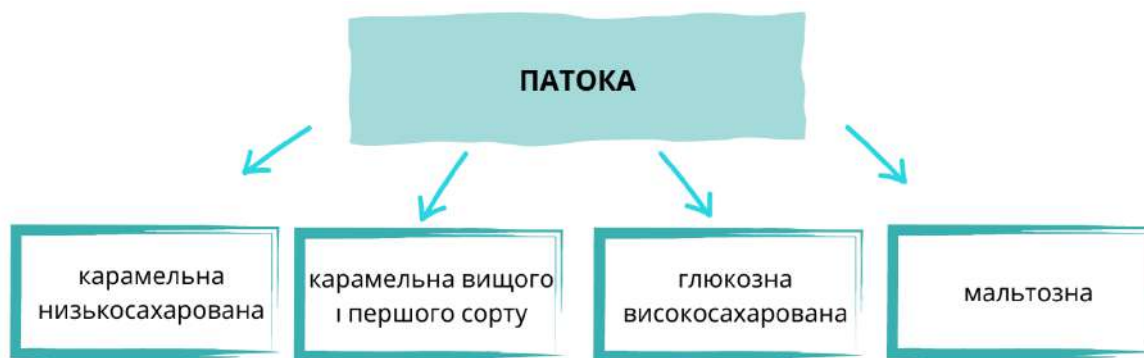 ПАТОКА
карамельна
низькосахарована
карамельна вищого
і першого сорту
глюкозна
високосахарована
мальтозна